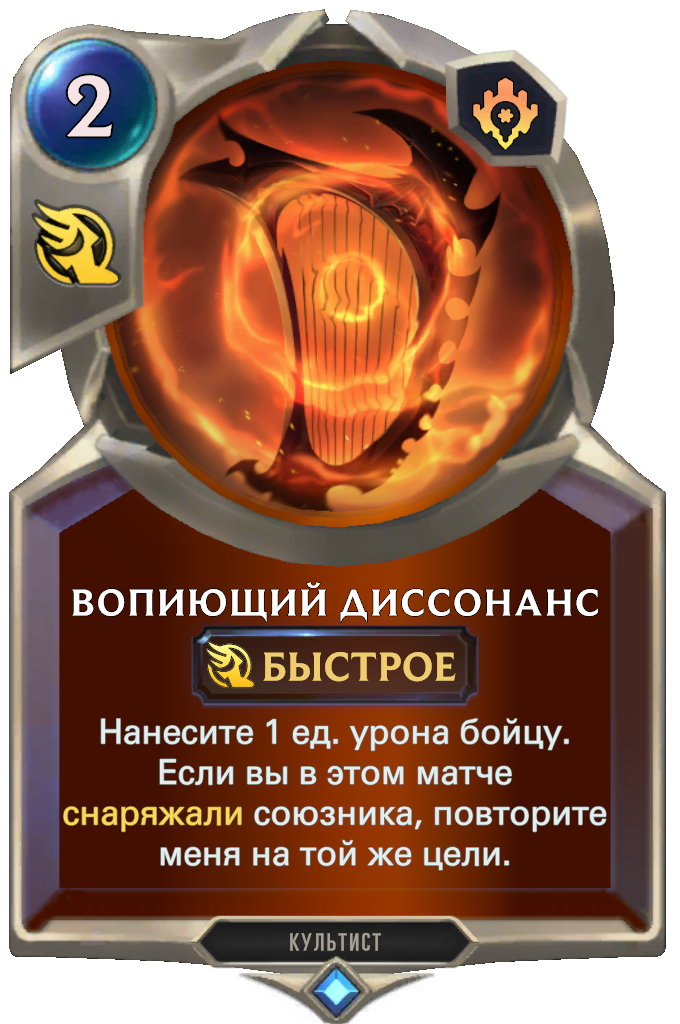 2
ВОПИЮЩИЙ ДИССОНАНС
БЫСТРОЕ
Нанесите 1 ед. урона бойцу.
Если вы в этом матче
снаряжали союзника, повторите
меня на той же цели.
КУЛЬТИСТ